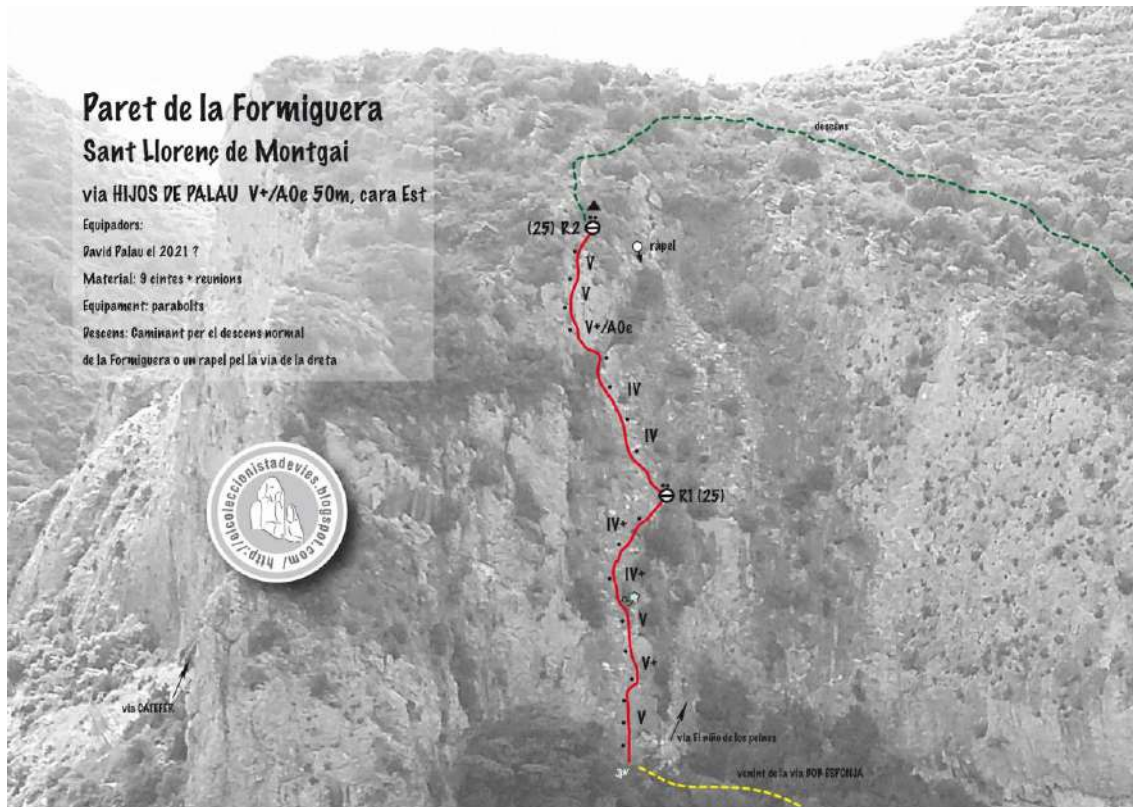 Paret de la Formiguera
Sant Llorenç de Montgai
via HIJOS DE PALAU V+/A0e 50m, cara Est
Equipadors:
David Palau el 2021 ?
Material: 9 cintes + reunions
Equipament: parabolts
Descens: Caminant per el descens normal
de la Formiguera o un rapel pel la via de la dreta
descens
(25) R2
rapel
V
V
V+/A0e
IV
IV
R1 (25)
IV+
IV+
V
V+
V
http://elcoleccionistadevies.blogspot.com/
via CATEFER
via El niño de los peines
venint de la via BOB ESPONJA